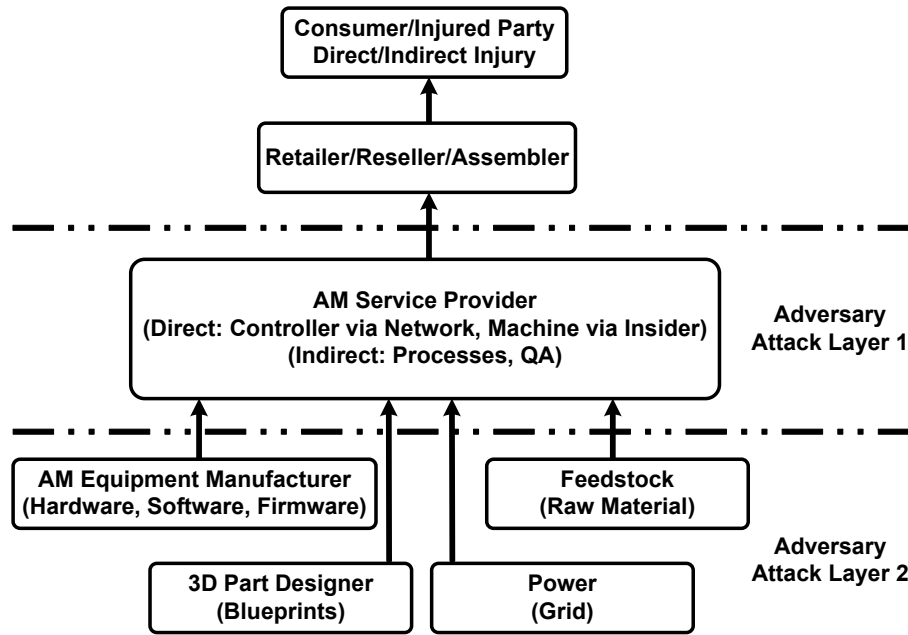 Consumer/Injured Party
Direct/Indirect Injury
Retailer/Reseller/Assembler
AM Service Provider
(Direct: Controller via Network, Machine via Insider)
(Indirect: Processes, QA)
Adversary
Attack Layer 1
AM Equipment Manufacturer
(Hardware, Software, Firmware)
Feedstock
(Raw Material)
3D Part Designer
(Blueprints)
Power
(Grid)
Adversary
Attack Layer 2